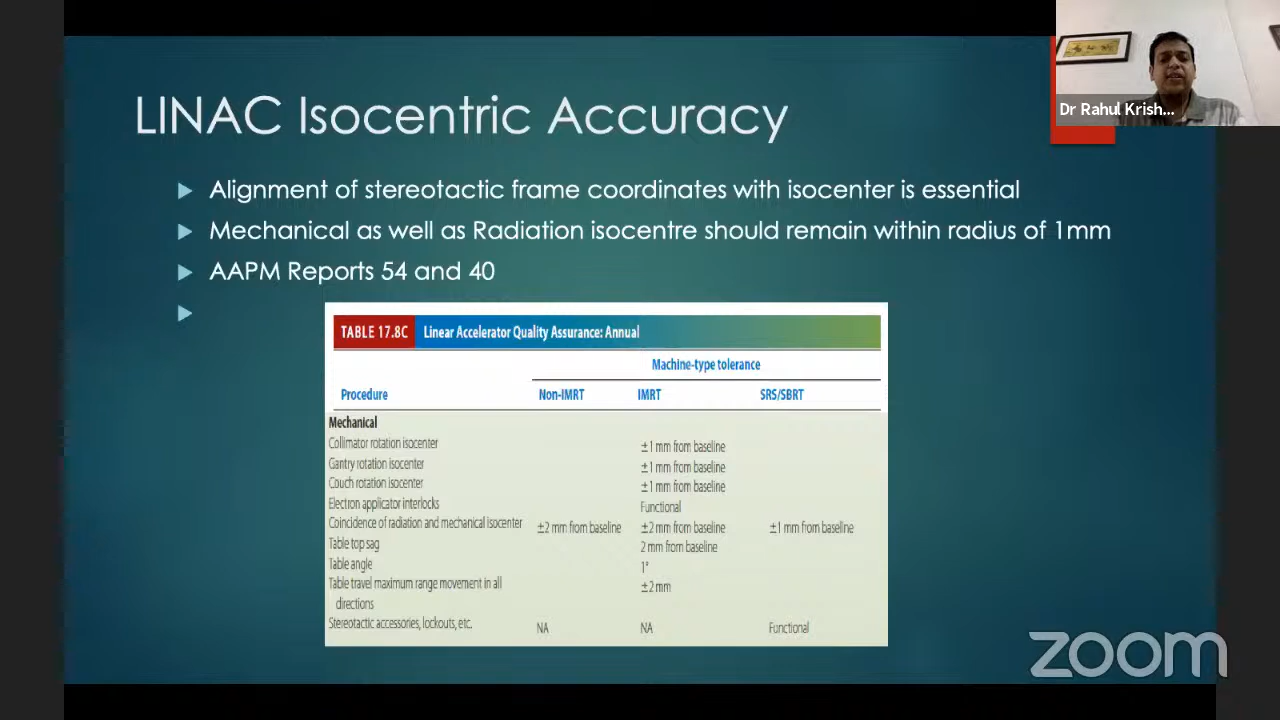 LINAC Isocentric Accuracy
Dr Rahul Krish...
Alignment of stereotactic frame coordinates with isocenter is essential
Mechanical as well as Radiation isocentre should remain within radius of 1mm
AAPM Reports 54 and 40
TABLE 17.8C Linear Accelerator Quality Assurance: Annual
Machine-type tolerance
Procedure Non-IMRT IMRT SRS/SBRT
Mechanical
Collimator rotation isocenter ±1 mm from baseline
Gantry rotation isocenter ±1 mm from baseline
Couch rotation isocenter ±1 mm from baseline
Electron applicator interlocks Functional
Coincidence of radiation and mechanical isocenter ±2 mm from baseline ±2 mm from baseline ±1 mm from baseline
Table top sag 2 mm from baseline
Table angle 1°
Table travel maximum range movement in all ±2 mm
directions
Stereotactic accessories, lockouts, etc. NA NA Functional
zoom